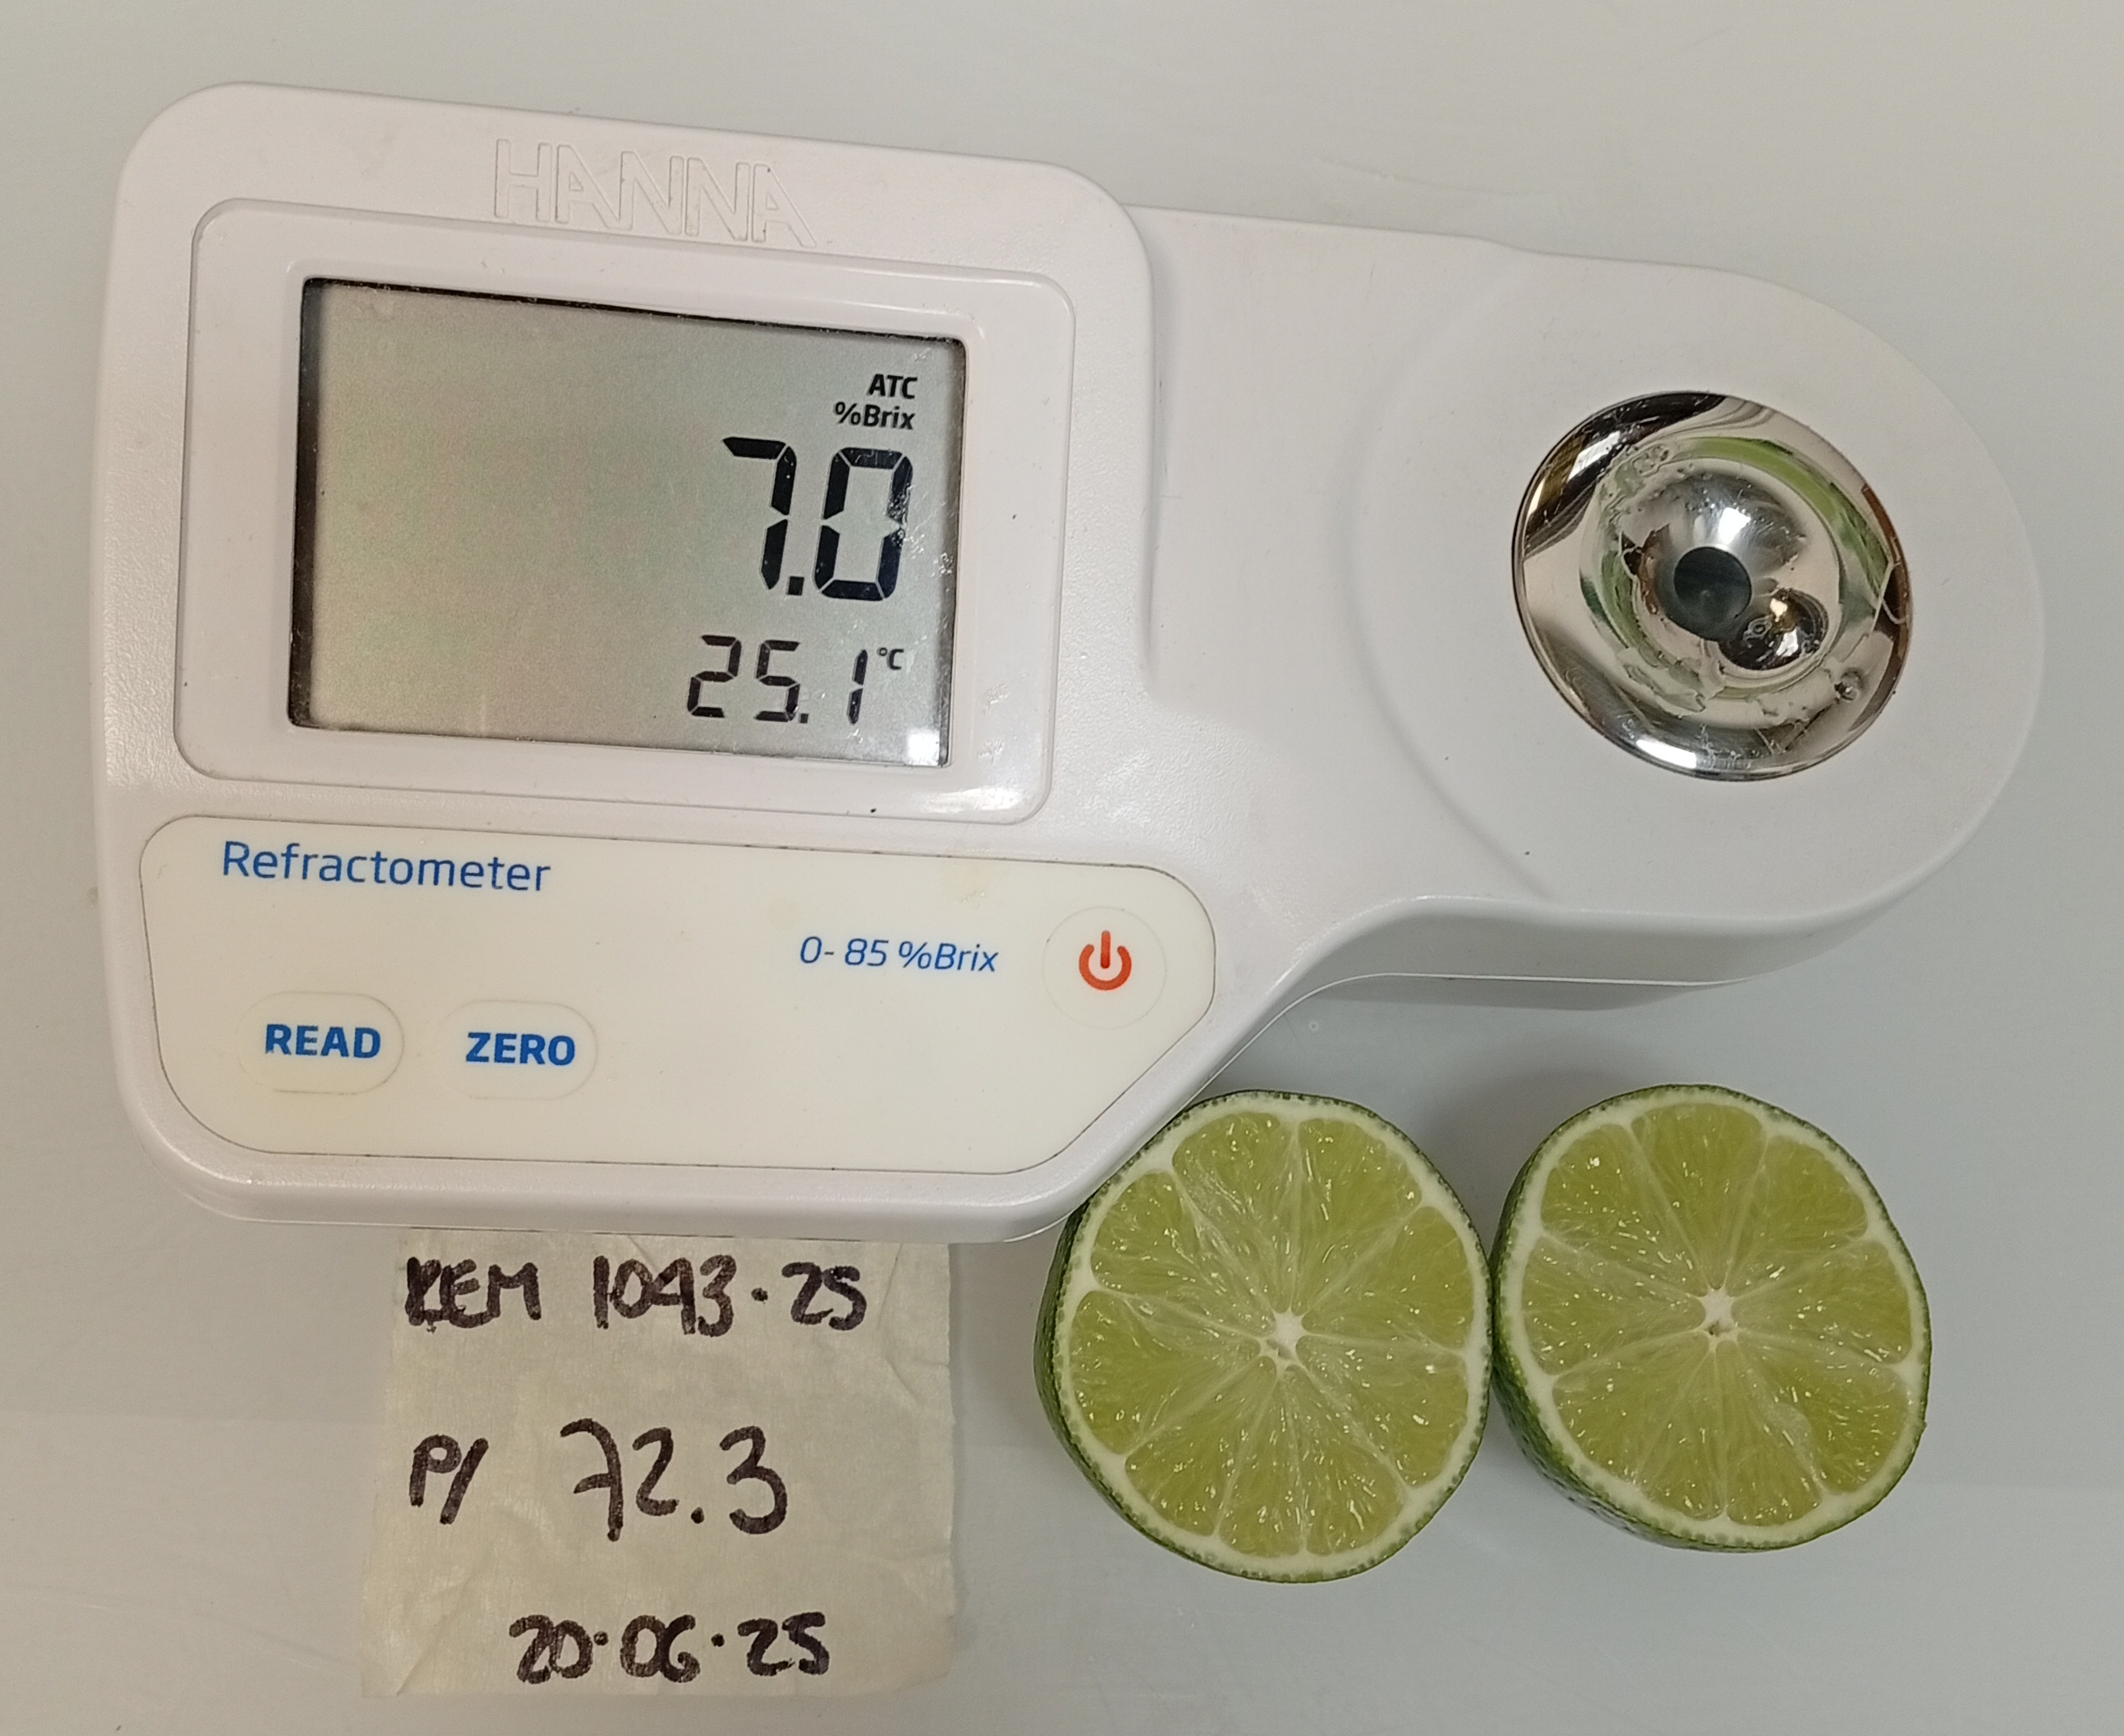 HANNA
ATC
%Brix
7.0
25.1°C
Refractometer
0-85 %Brix
READ ZERO
REM 1043·25
P/ 72.3
20·06·25